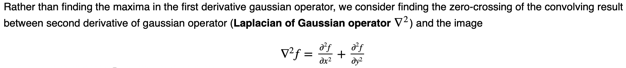 Rather than finding the maxima in the first derivative gaussian operator, we consider finding the zero-crossing of the convolving result
between second derivative of gaussian operator (Laplacian of Gaussian operator ∇²) and the image
∇²f = ∂²f/∂x² + ∂²f/∂y²